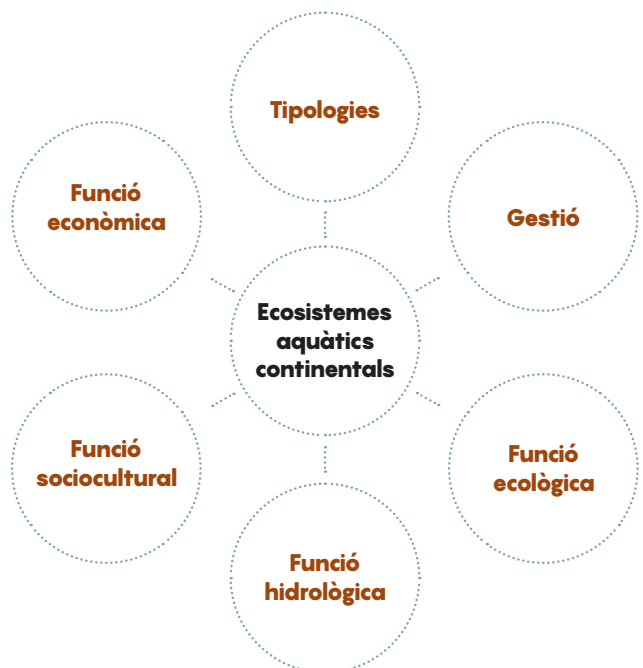 Tipologies
Funció
econòmica
Gestió
Ecosistemes
aquàtics
continentals
Funció
sociocultural
Funció
ecològica
Funció
hidrològica